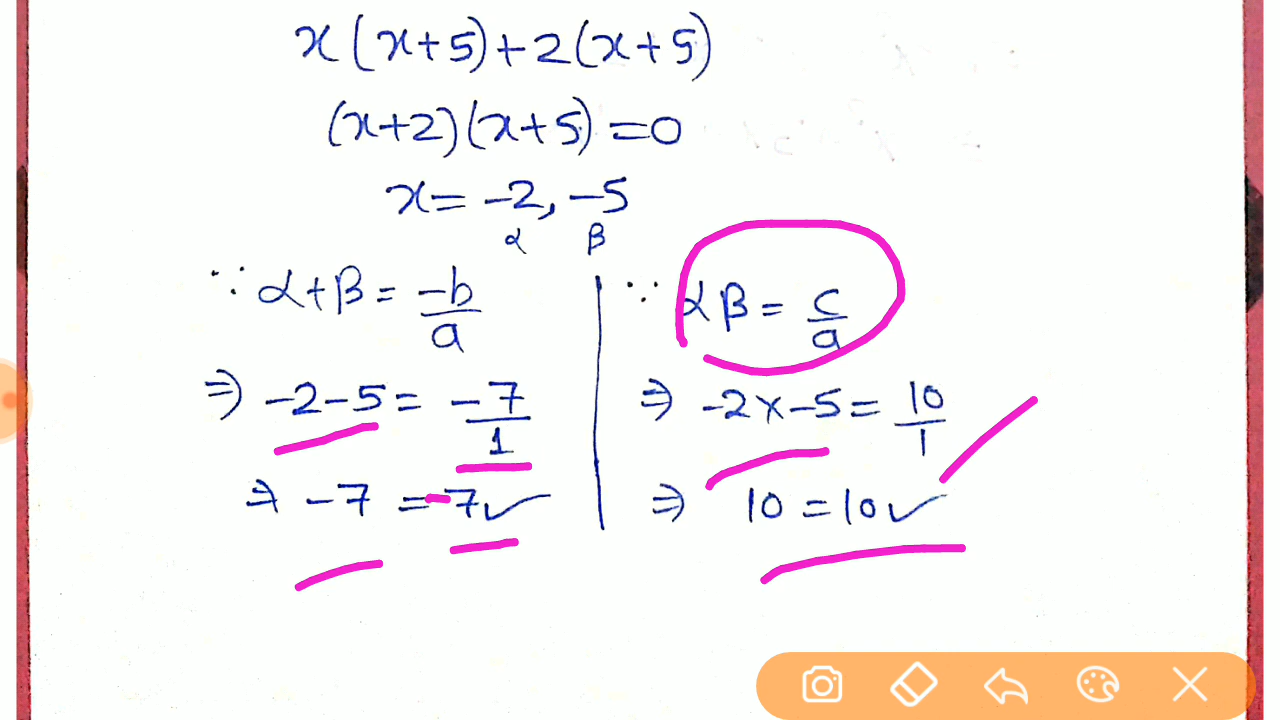 x(x+5)+2(x+5)
(x+2)(x+5)=0
x=-2,-5
α β
∵ α+β = -b/a
⇒ -2-5 = -7/1
⇒ -7 = -7✓
∵ αβ = c/a
⇒ -2×-5 = 10/1
⇒ 10=10✓